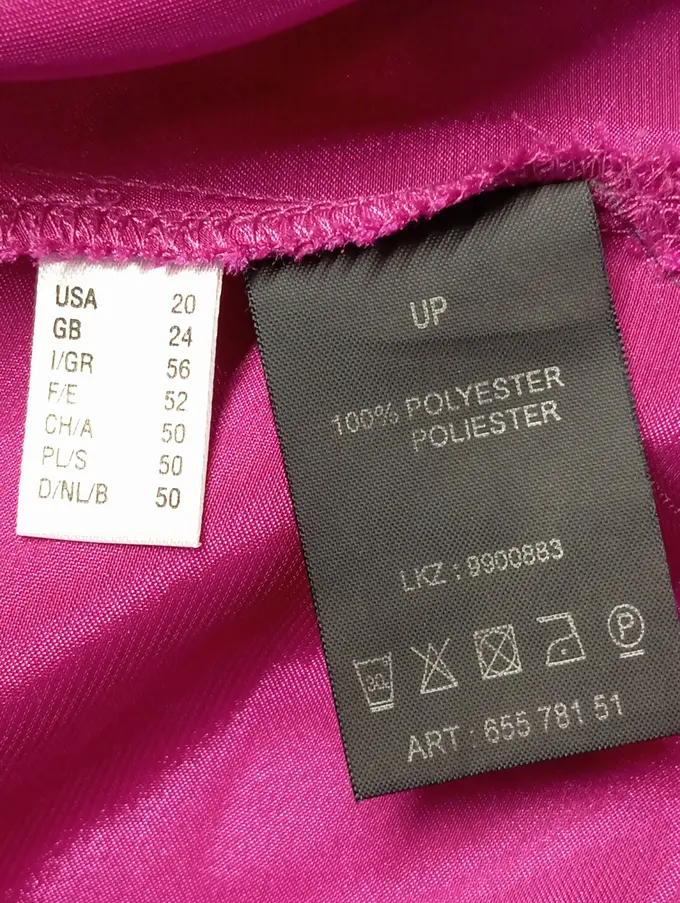 USA 20
GB 24
I/GR 56
F/E 52
CH/A 50
PL/S 50
D/NL/B 50
UP
100% POLYESTER
POLIESTER
LKZ : 9900883
30 P
ART : 655 781 51